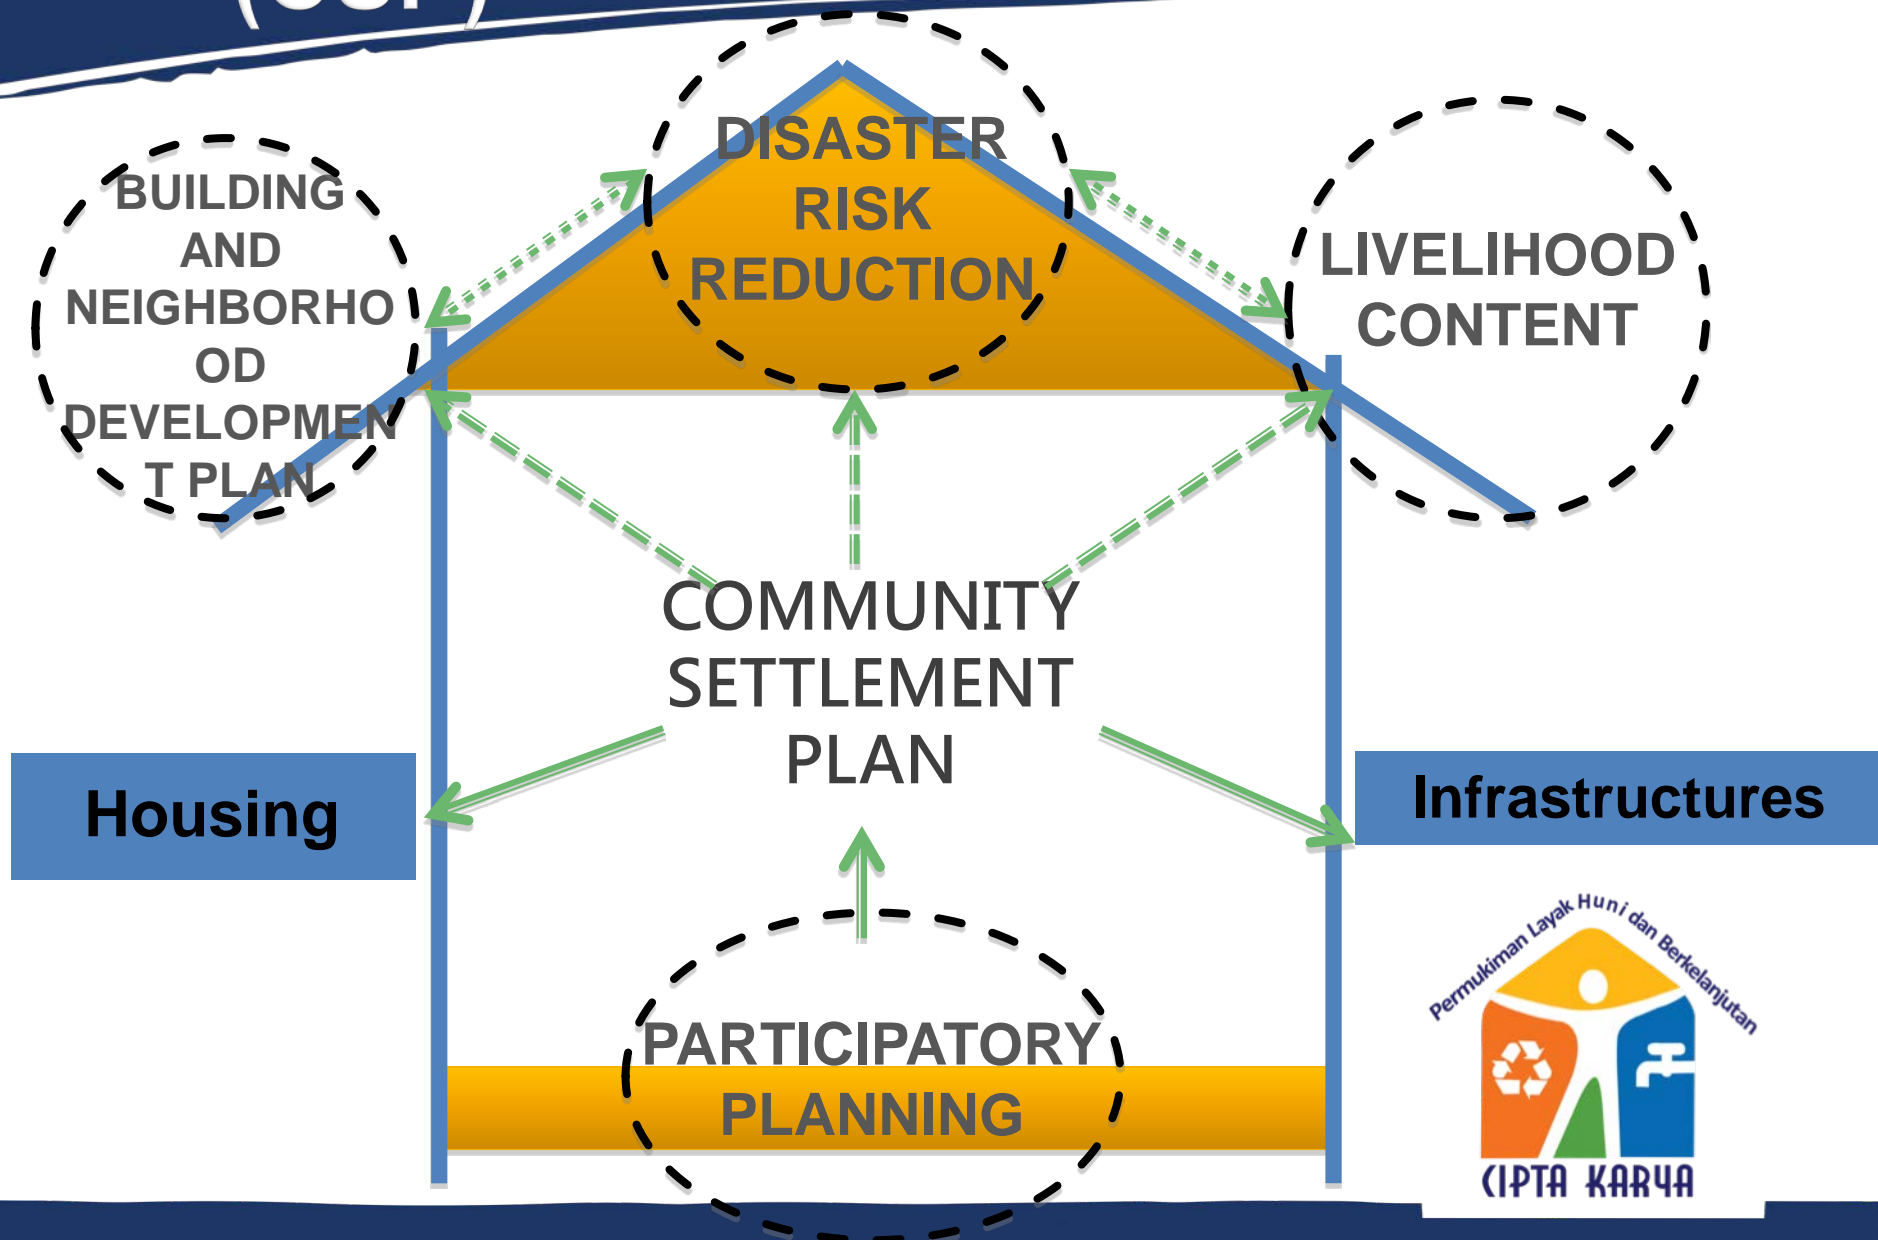 DISASTER
RISK
REDUCTION
BUILDING
AND
NEIGHBORHO
OD
DEVELOPMEN
T PLAN
LIVELIHOOD
CONTENT
COMMUNITY
SETTLEMENT
PLAN
Housing
Infrastructures
PARTICIPATORY
PLANNING
Permukiman Layak Huni dan Berkelanjutan
CIPTA KARYA